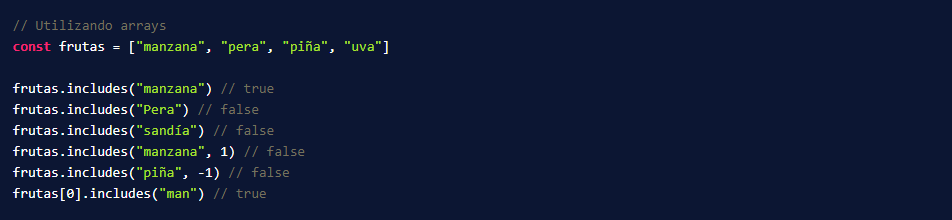 // Utilizando arrays
const frutas = ["manzana", "pera", "piña", "uva"]
frutas.includes("manzana") // true
frutas.includes("Pera") // false
frutas.includes("sandía") // false
frutas.includes("manzana", 1) // false
frutas.includes("piña", -1) // false
frutas[0].includes("man") // true